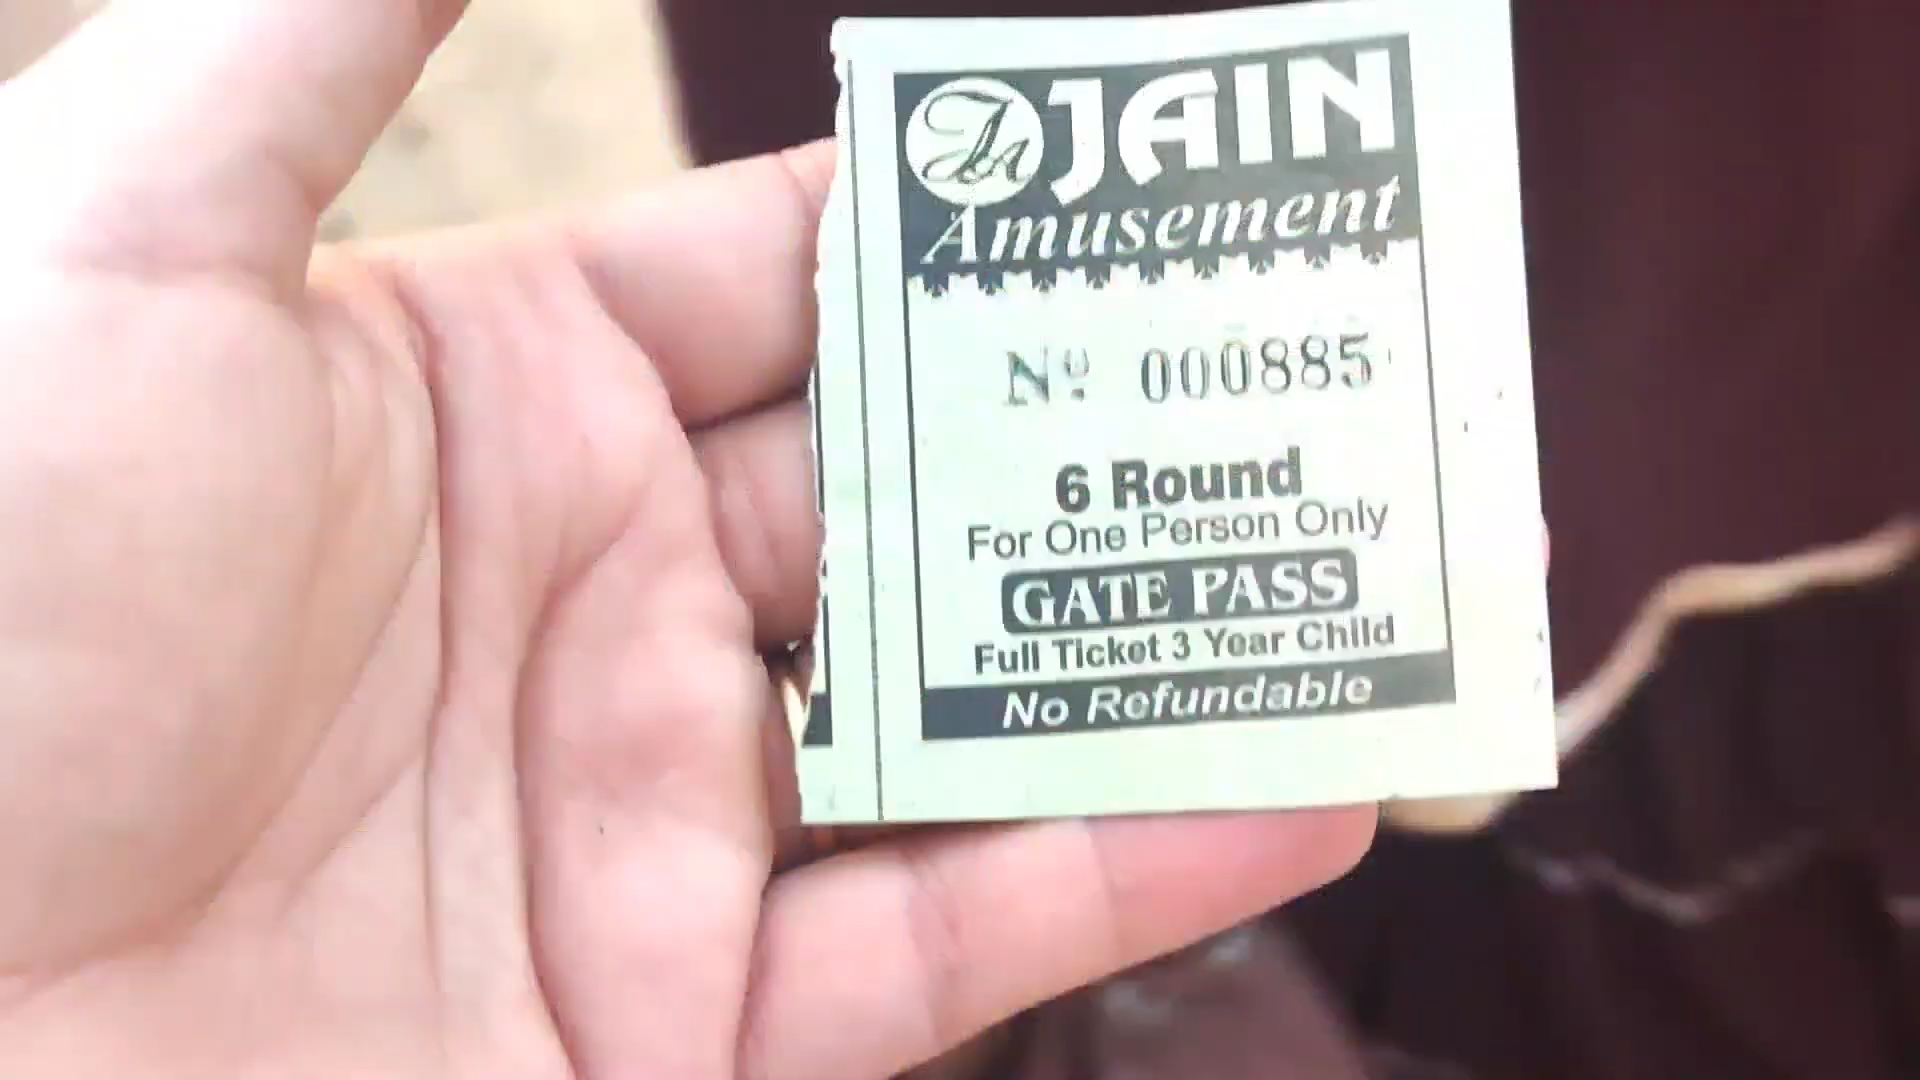 JA JAIN
Amusement
Nº 000885
6 Round
For One Person Only
GATE PASS
Full Ticket 3 Year Child
No Refundable